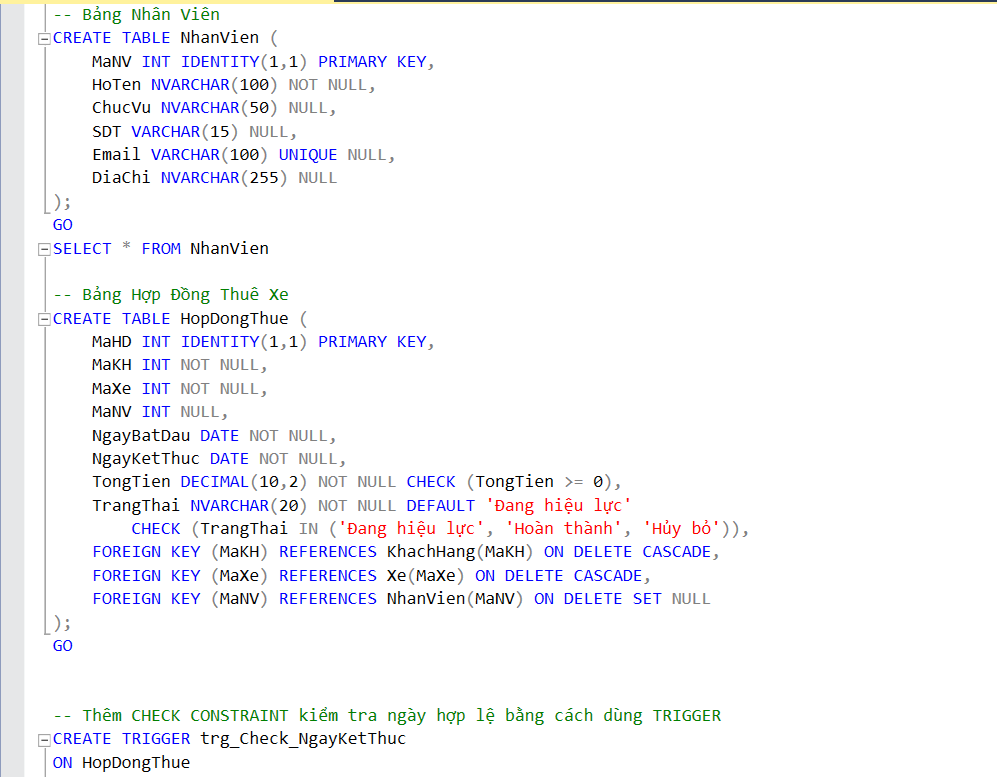 -- Bảng Nhân Viên
CREATE TABLE NhanVien (
    MaNV INT IDENTITY(1,1) PRIMARY KEY,
    HoTen NVARCHAR(100) NOT NULL,
    ChucVu NVARCHAR(50) NULL,
    SDT VARCHAR(15) NULL,
    Email VARCHAR(100) UNIQUE NULL,
    DiaChi NVARCHAR(255) NULL
);
GO
SELECT * FROM NhanVien
-- Bảng Hợp Đồng Thuê Xe
CREATE TABLE HopDongThue (
    MaHD INT IDENTITY(1,1) PRIMARY KEY,
    MaKH INT NOT NULL,
    MaXe INT NOT NULL,
    MaNV INT NULL,
    NgayBatDau DATE NOT NULL,
    NgayKetThuc DATE NOT NULL,
    TongTien DECIMAL(10,2) NOT NULL CHECK (TongTien >= 0),
    TrangThai NVARCHAR(20) NOT NULL DEFAULT 'Đang hiệu lực'
        CHECK (TrangThai IN ('Đang hiệu lực', 'Hoàn thành', 'Hủy bỏ')),
    FOREIGN KEY (MaKH) REFERENCES KhachHang(MaKH) ON DELETE CASCADE,
    FOREIGN KEY (MaXe) REFERENCES Xe(MaXe) ON DELETE CASCADE,
    FOREIGN KEY (MaNV) REFERENCES NhanVien(MaNV) ON DELETE SET NULL
);
GO
-- Thêm CHECK CONSTRAINT kiểm tra ngày hợp lệ bằng cách dùng TRIGGER
CREATE TRIGGER trg_Check_NgayKetThuc
ON HopDongThue